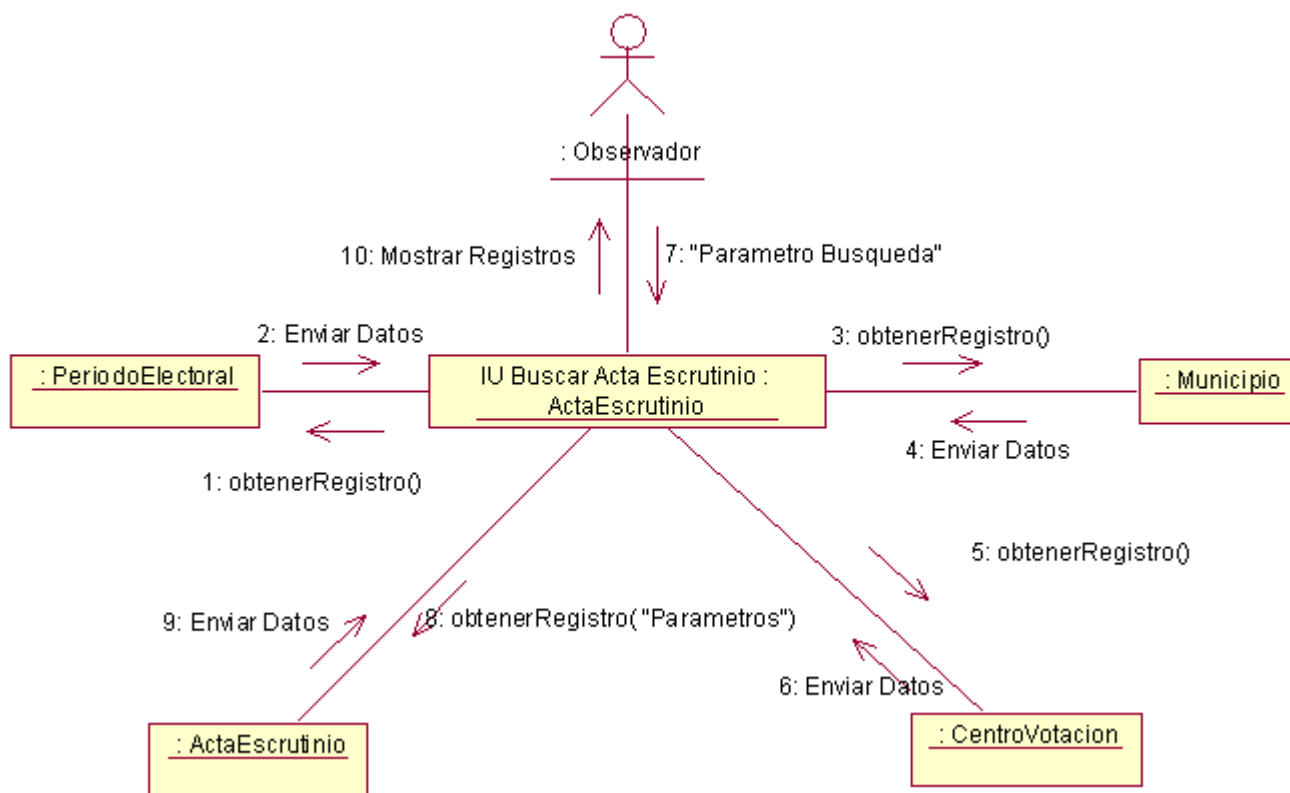 : Observador
10: Mostrar Registros
7: "Parametro Busqueda"
2: Enviar Datos
3: obtenerRegistro()
: PeriodoElectoral
IU Buscar Acta Escrutinio :
ActaEscrutinio
: Municipio
1: obtenerRegistro()
4: Enviar Datos
5: obtenerRegistro()
9: Enviar Datos
8: obtenerRegistro( "Parametros")
6: Enviar Datos
: ActaEscrutinio
: CentroVotacion